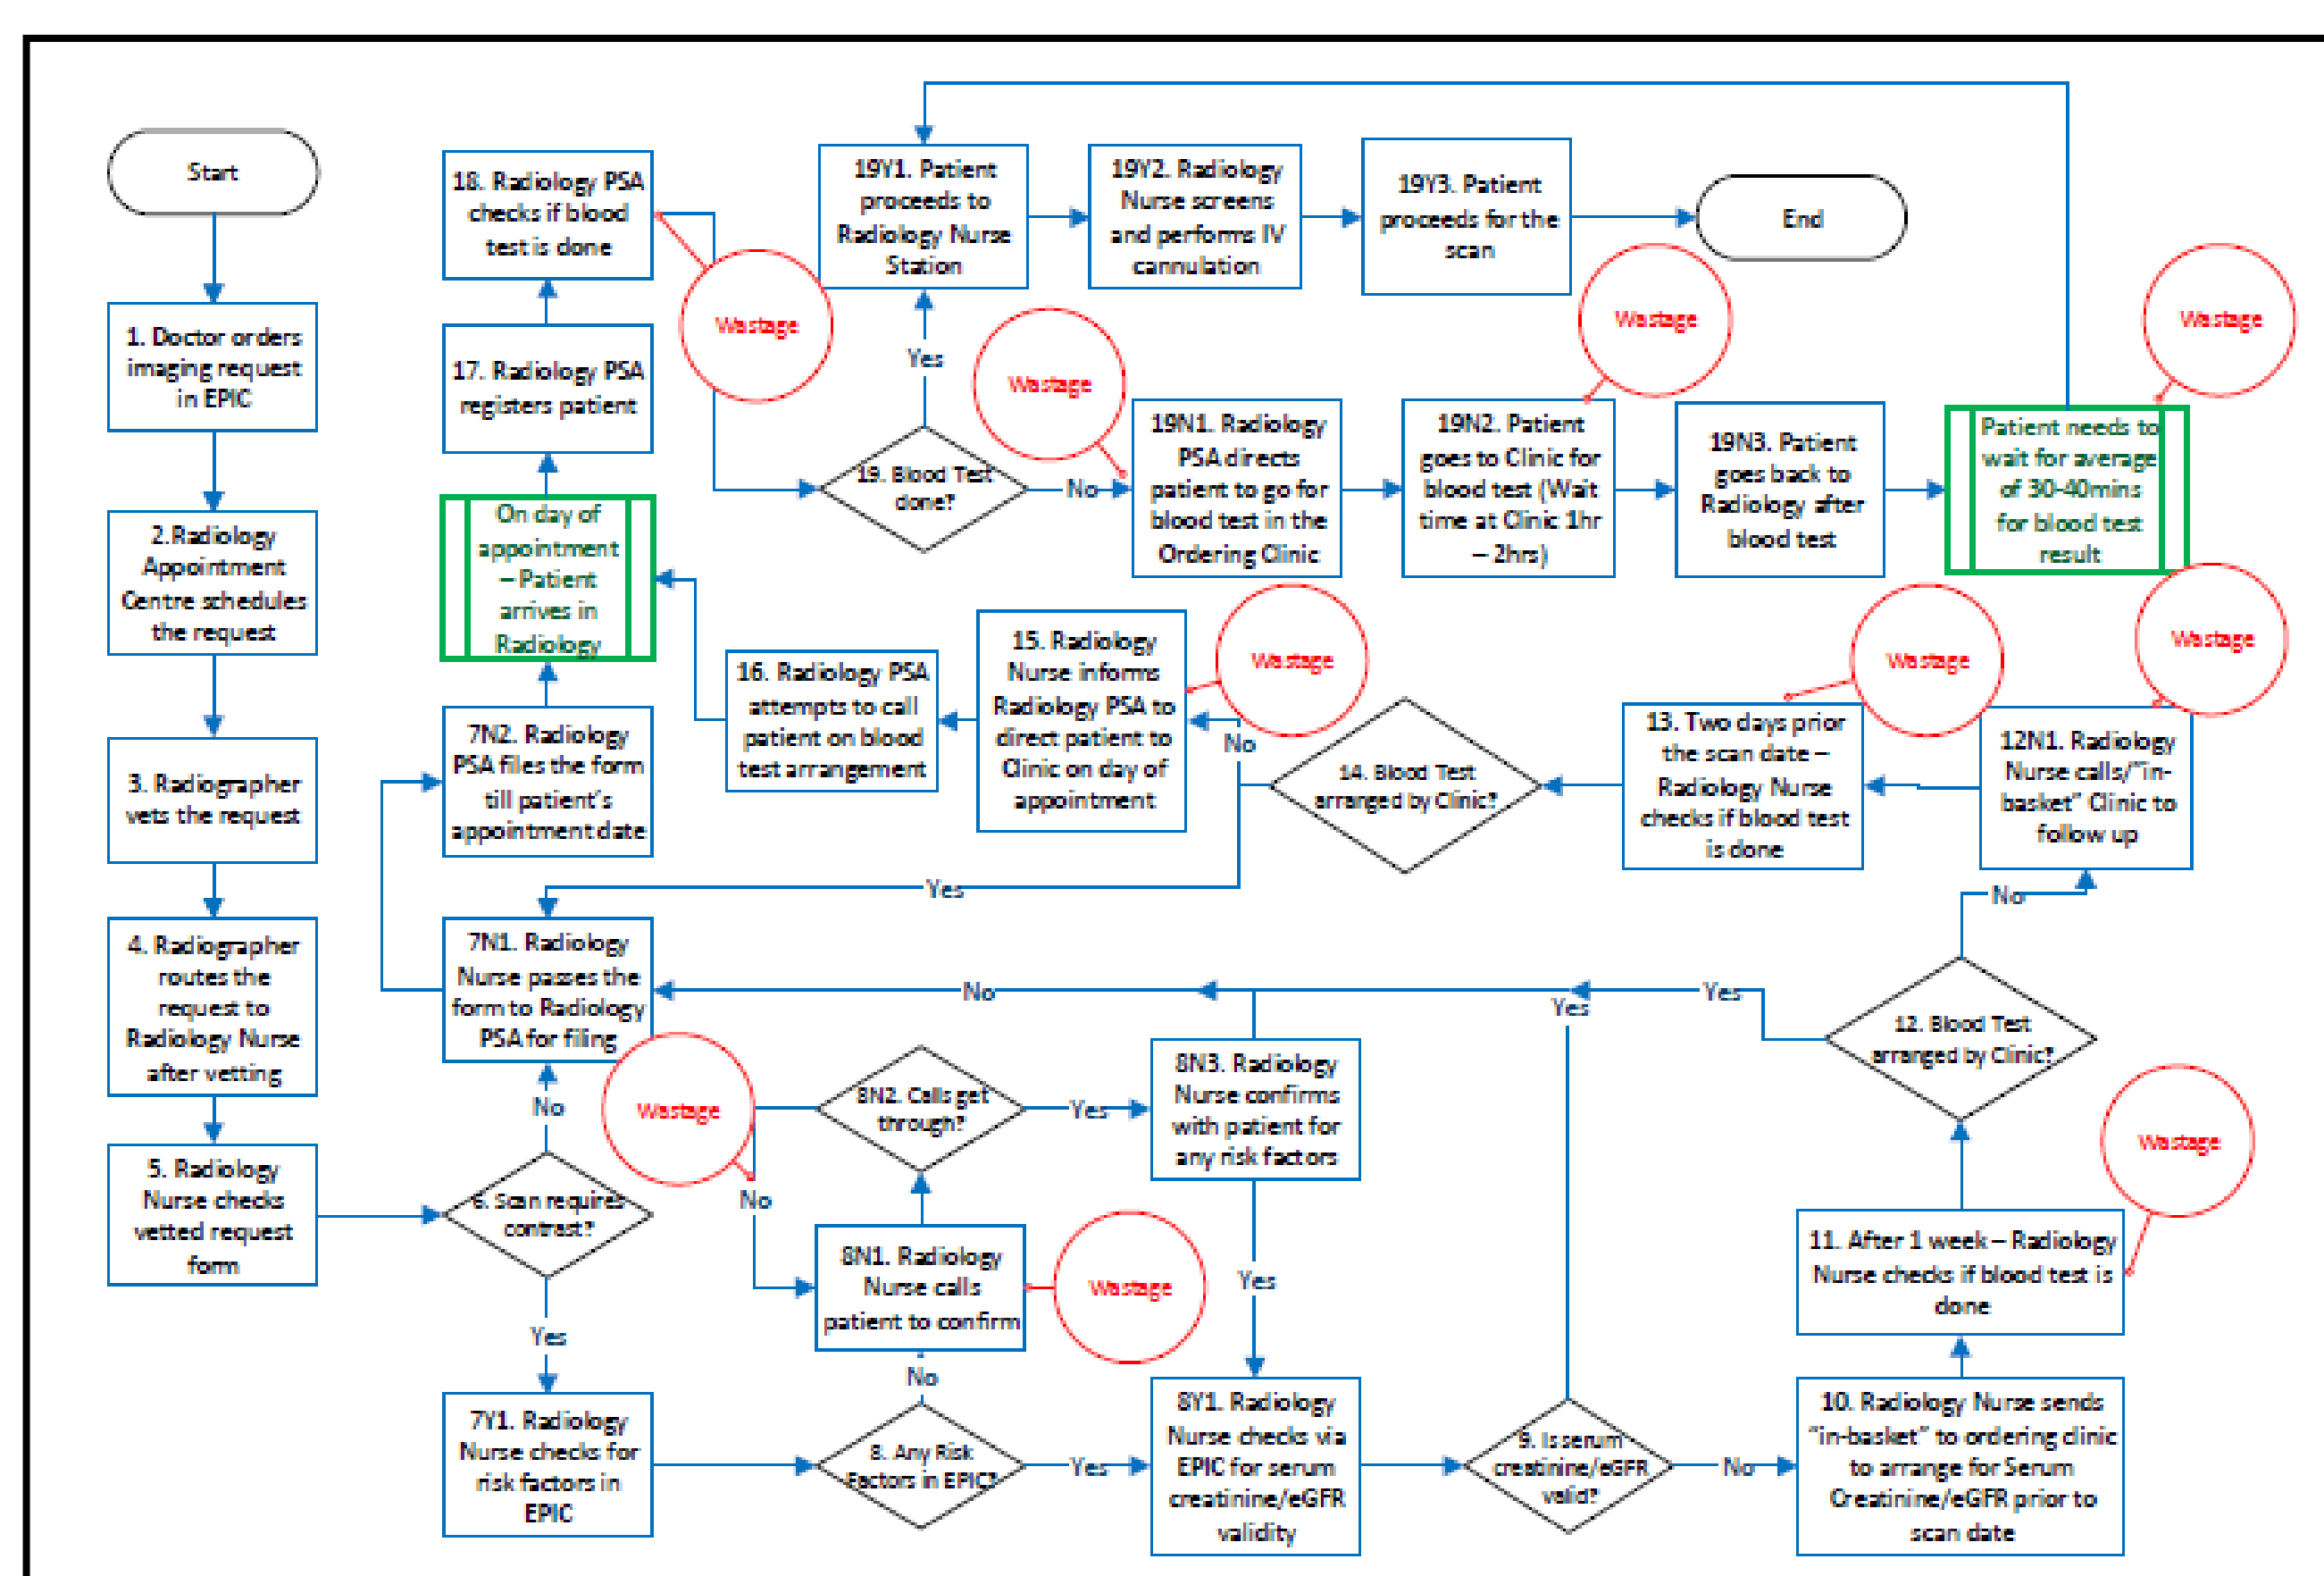 Start
1. Doctor orders
imaging request
in EPIC
2.Radiology
Appointment
Centre schedules
the request
3. Radiographer
vets the request
4. Radiographer
routes the
request to
Radiology Nurse
after vetting
5. Radiology
Nurse checks
vetted request
form
6. Scan requires
contrast?
No
Yes
7N1. Radiology
Nurse passes the
form to Radiology
PSA for filing
7N2. Radiology
PSA files the form
till patient's
appointment date
7Y1. Radiology
Nurse checks for
risk factors in
EPIC
8. Any Risk
Factors in EPIC?
No
Yes
8N1. Radiology
Nurse calls
patient to confirm
Wastage
8N2. Calls get
through?
No
Wastage
Yes
8N3. Radiology
Nurse confirms
with patient for
any risk factors
No
Yes
8Y1. Radiology
Nurse checks via
EPIC for serum
creatinine/eGFR
validity
9. Is serum
creatinine/eGFR
valid?
Yes
No
10. Radiology Nurse sends
"in-basket" to ordering clinic
to arrange for Serum
Creatinine/eGFR prior to
scan date
11. After 1 week – Radiology
Nurse checks if blood test is
done
Wastage
12. Blood Test
arranged by Clinic?
Yes
No
12N1. Radiology
Nurse calls/"in-
basket" Clinic to
follow up
Wastage
13. Two days prior
the scan date –
Radiology Nurse
checks if blood test
is done
Wastage
14. Blood Test
arranged by Clinic?
Yes
No
15. Radiology
Nurse informs
Radiology PSA to
direct patient to
Clinic on day of
appointment
Wastage
16. Radiology PSA
attempts to call
patient on blood
test arrangement
On day of
appointment
– Patient
arrives in
Radiology
17. Radiology PSA
registers patient
18. Radiology PSA
checks if blood
test is done
Wastage
19. Blood Test
done?
Yes
No
19Y1. Patient
proceeds to
Radiology Nurse
Station
19Y2. Radiology
Nurse screens
and performs IV
cannulation
19Y3. Patient
proceeds for the
scan
End
19N1. Radiology
PSA directs
patient to go for
blood test in the
Ordering Clinic
Wastage
19N2. Patient
goes to Clinic for
blood test (Wait
time at Clinic 1hr
– 2hrs)
Wastage
19N3. Patient
goes back to
Radiology after
blood test
Patient needs to
wait for average
of 30-40mins
for blood test
result
Wastage